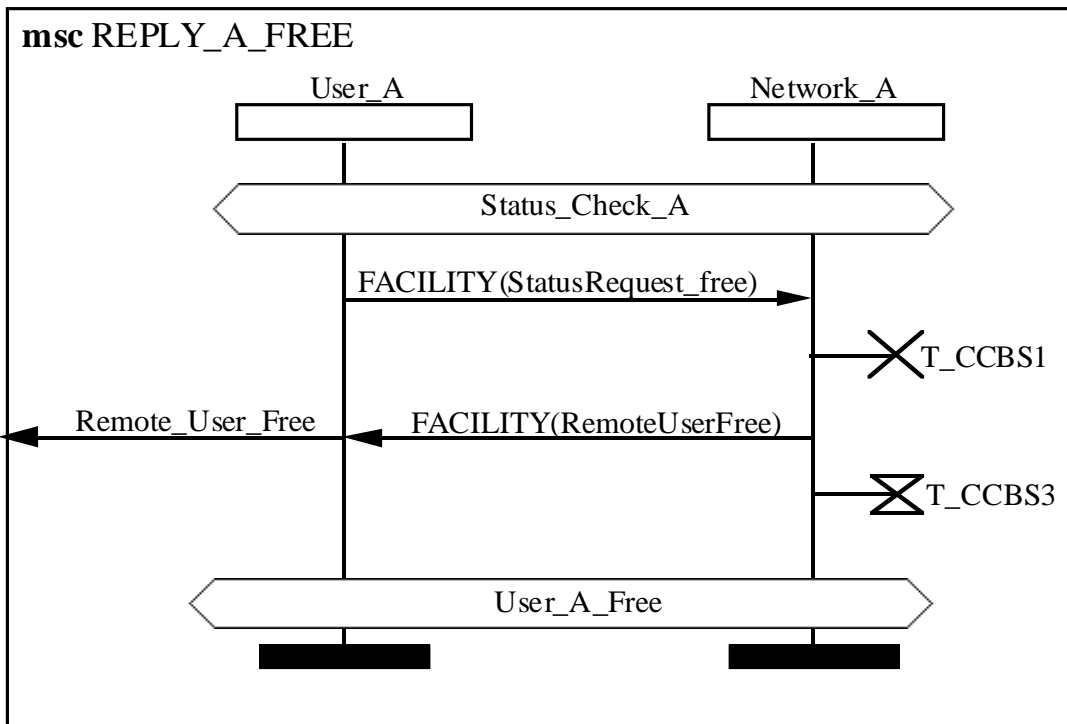 msc REPLY_A_FREE
User_A
Network_A
Status_Check_A
FACILITY(StatusRequest_free)
T_CCBS1
Remote_User_Free
FACILITY(RemoteUserFree)
T_CCBS3
User_A_Free